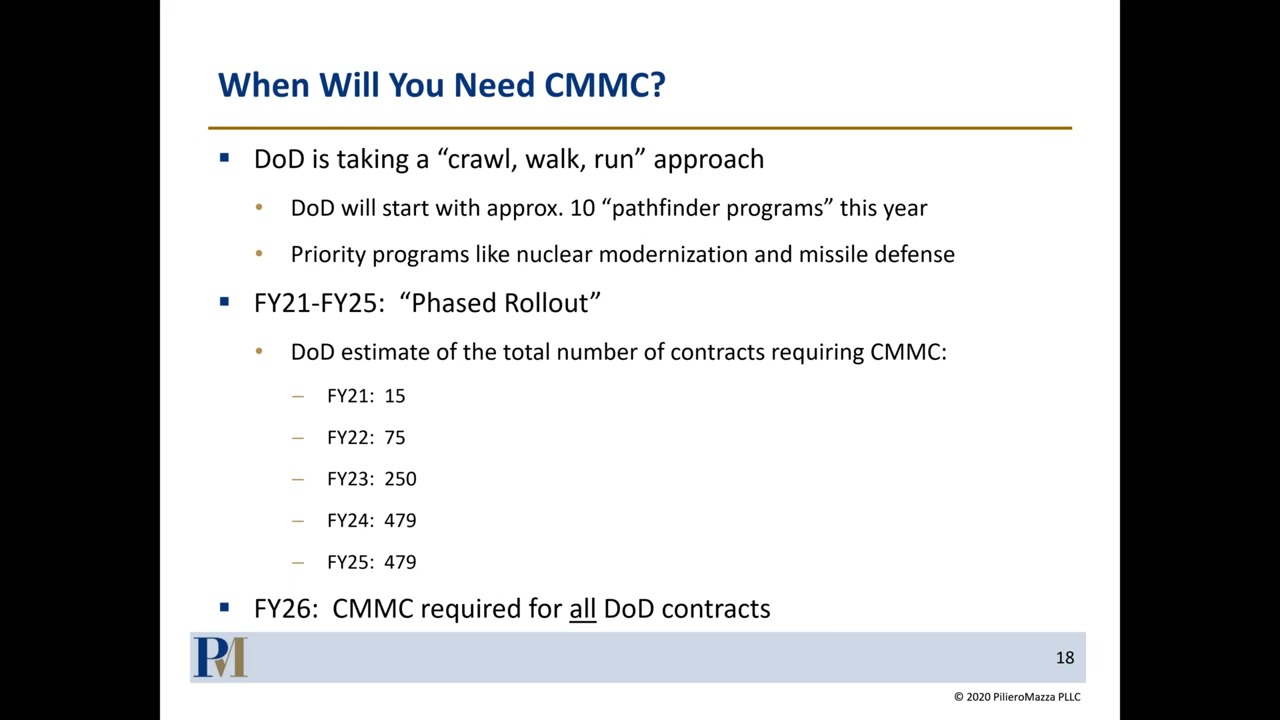 When Will You Need CMMC?
▪ DoD is taking a “crawl, walk, run” approach
• DoD will start with approx. 10 “pathfinder programs” this year
• Priority programs like nuclear modernization and missile defense
▪ FY21-FY25:  “Phased Rollout”
• DoD estimate of the total number of contracts requiring CMMC:
– FY21:  15
– FY22:  75
– FY23:  250
– FY24:  479
– FY25:  479
▪ FY26:  CMMC required for all DoD contracts
PM
18
© 2020 PilieroMazza PLLC